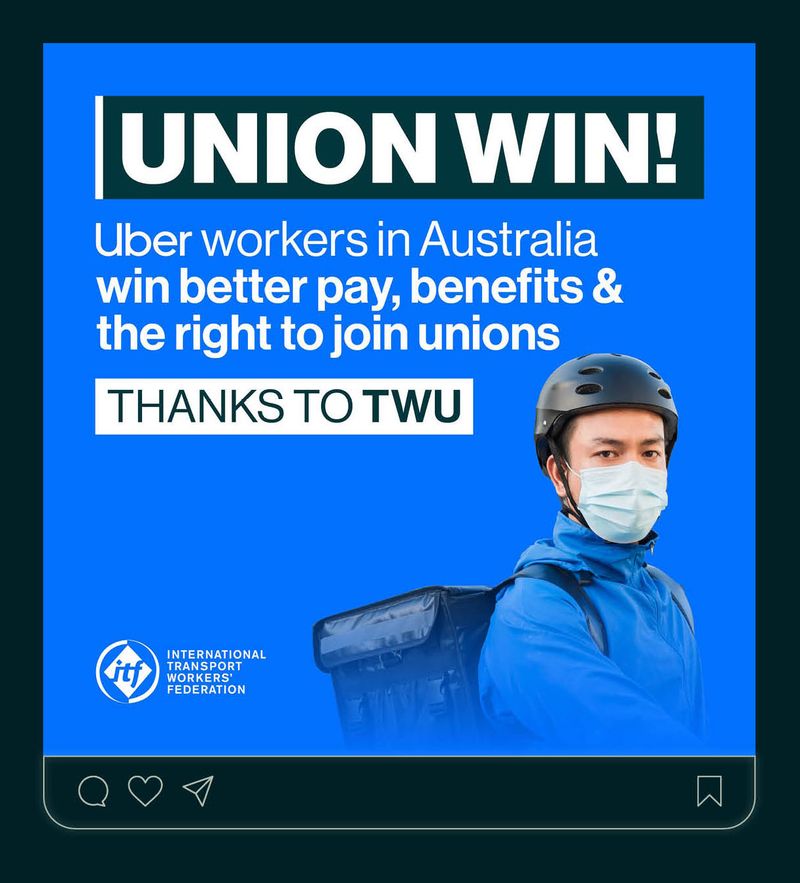 UNION WIN!
Uber workers in Australia
win better pay, benefits &
the right to join unions
THANKS TO TWU
itf
INTERNATIONAL
TRANSPORT
WORKERS'
FEDERATION